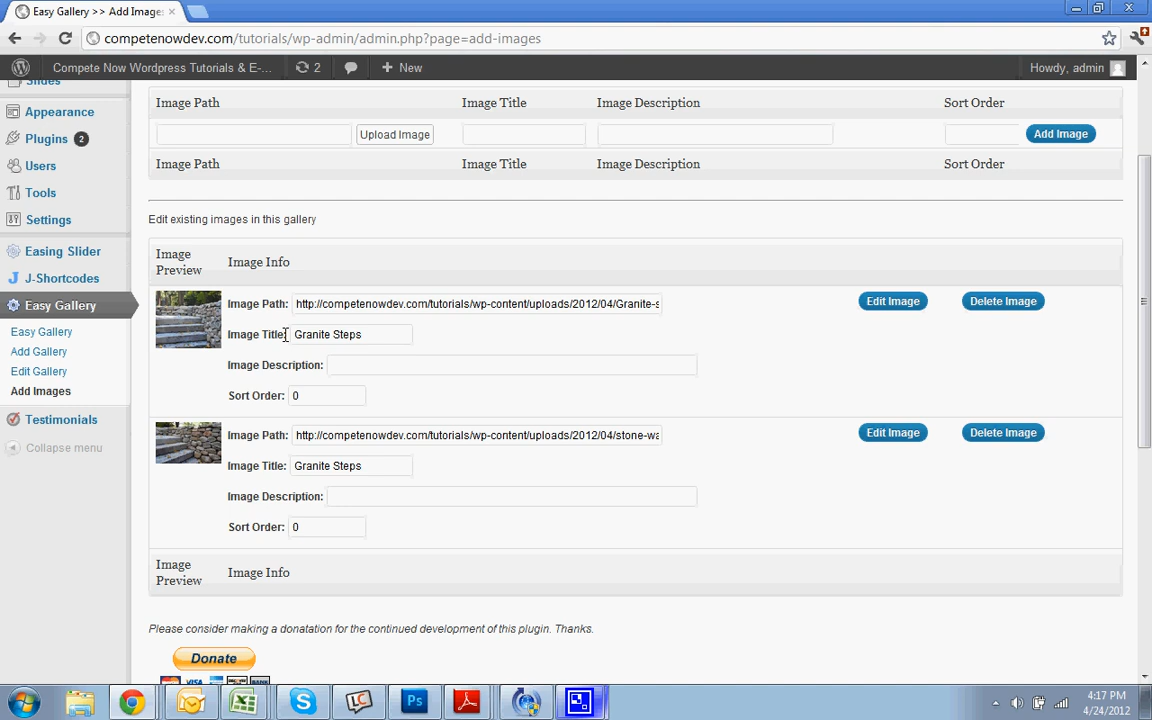 Easy Gallery >> Add Image:
competenowdev.com/tutorials/wp-admin/admin.php?page=add-images
Compete Now Wordpress Tutorials & E-... 2 + New Howdy, admin
Slides
Appearance
Plugins 2
Users
Tools
Settings
Easing Slider
J-Shortcodes
Easy Gallery
Easy Gallery
Add Gallery
Edit Gallery
Add Images
Testimonials
Collapse menu
Image Path Image Title Image Description Sort Order
Upload Image Add Image
Image Path Image Title Image Description Sort Order
Edit existing images in this gallery
Image Preview Image Info
Image Path: http://competenowdev.com/tutorials/wp-content/uploads/2012/04/Granite-s Edit Image Delete Image
Image Title: Granite Steps
Image Description:
Sort Order: 0
Image Path: http://competenowdev.com/tutorials/wp-content/uploads/2012/04/stone-wa Edit Image Delete Image
Image Title: Granite Steps
Image Description:
Sort Order: 0
Image Preview Image Info
Please consider making a donatation for the continued development of this plugin. Thanks.
Donate
VISA
4:17 PM
4/24/2012